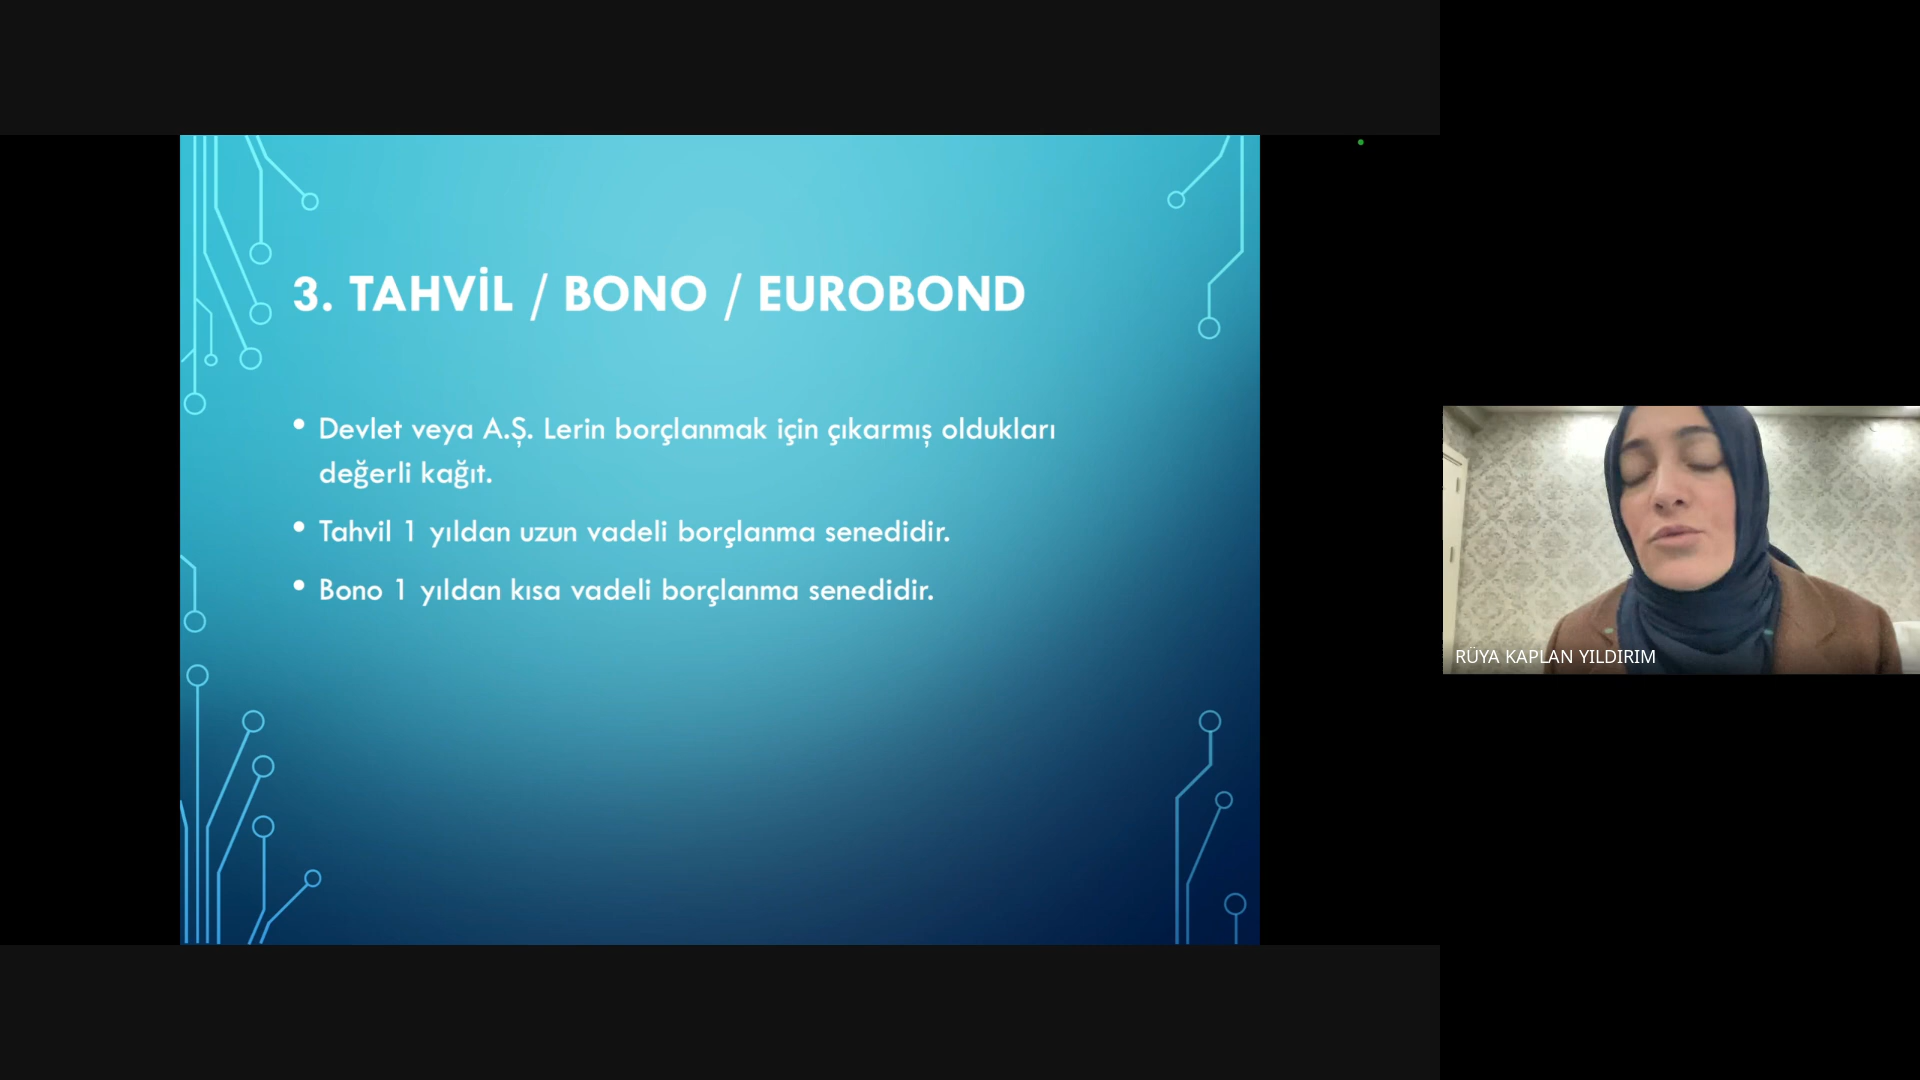 3. TAHVİL / BONO / EUROBOND
• Devlet veya A.Ş. Lerin borçlanmak için çıkarmış oldukları
değerli kağıt.
• Tahvil 1 yıldan uzun vadeli borçlanma senedidir.
• Bono 1 yıldan kısa vadeli borçlanma senedidir.
RÜYA KAPLAN YILDIRIM